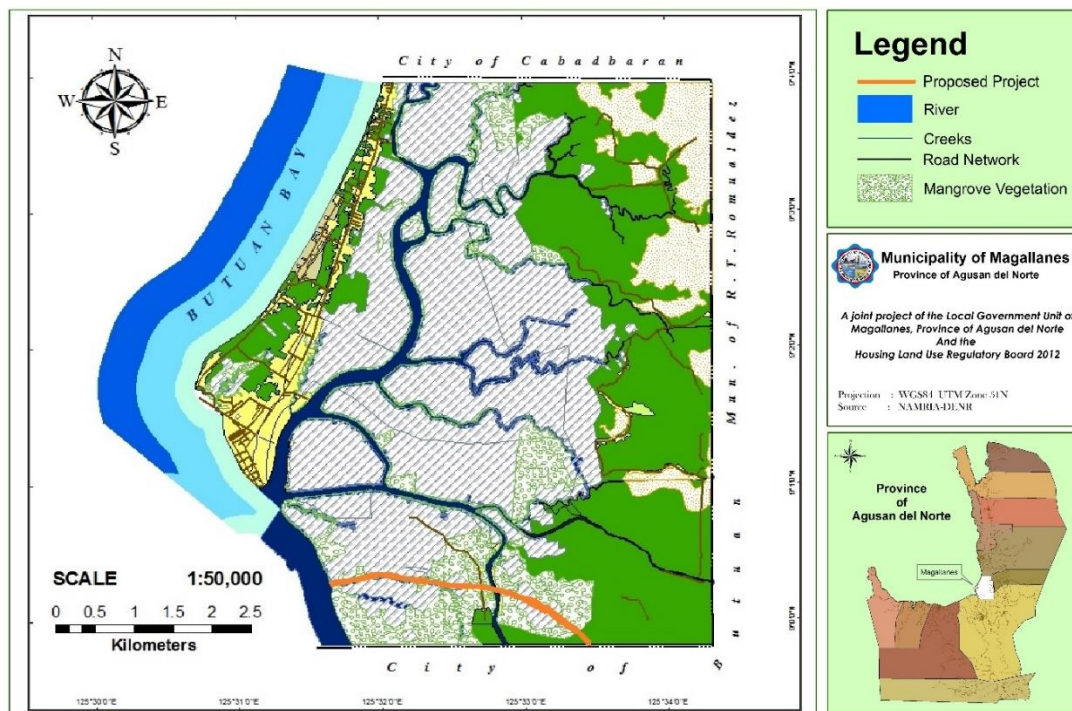 City of Cabadbaran
N
W E
S
BUTUAN BAY
Mun. of R.T. Romualdez
City of Butuan
SCALE 1:50,000
0 0.5 1 1.5 2 2.5
Kilometers
125°30'0"E 125°31'0"E 125°32'0"E 125°33'0"E 125°34'0"E
Legend
Proposed Project
River
Creeks
Road Network
Mangrove Vegetation
Municipality of Magallanes
Province of Agusan del Norte
A joint project of the Local Government Unit of
Magallanes, Province of Agusan del Norte
And the
Housing Land Use Regulatory Board 2012
Projection : WGS84 UTM Zone 51N
Source : NAMRIA-DENR
Province
of
Agusan del Norte
Magallanes